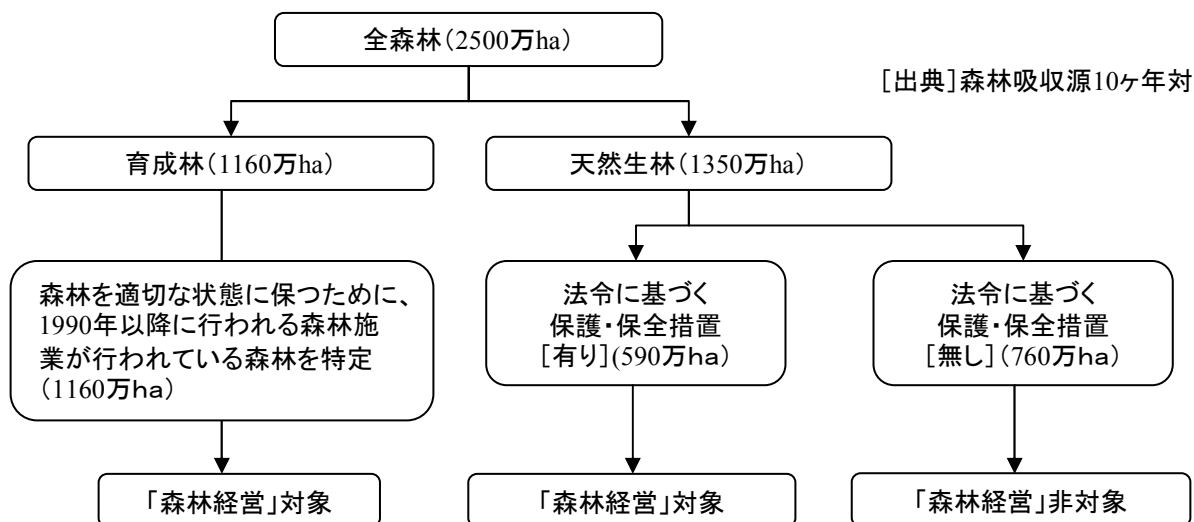 全森林（2500万ha）
［出典］森林吸収源10ヶ年対
育成林（1160万ha）
天然生林（1350万ha）
森林を適切な状態に保つために、
1990年以降に行われる森林施
業が行われている森林を特定
（1160万ｈａ）
法令に基づく
保護・保全措置
［有り］(590万ｈａ）
法令に基づく
保護・保全措置
［無し］（760万ｈａ）
「森林経営」対象
「森林経営」対象
「森林経営」非対象